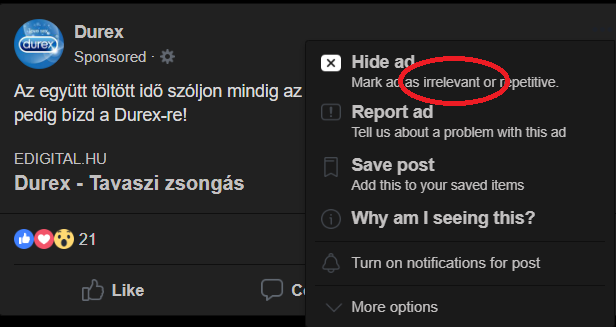 Durex
durex
Sponsored ·
Az együtt töltött idő szóljon mindig az
pedig bízd a Durex-re!
EDIGITAL.HU
Durex - Tavaszi zsongás
21
Like
Hide ad
Mark ad as irrelevant or repetitive.
Report ad
Tell us about a problem with this ad
Save post
Add this to your saved items
Why am I seeing this?
Turn on notifications for post
More options